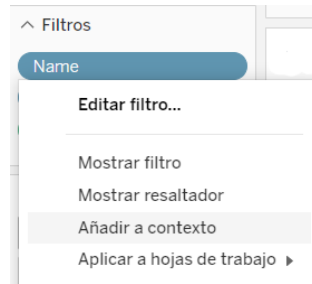 Filtros
Name
Editar filtro...
Mostrar filtro
Mostrar resaltador
Añadir a contexto
Aplicar a hojas de trabajo